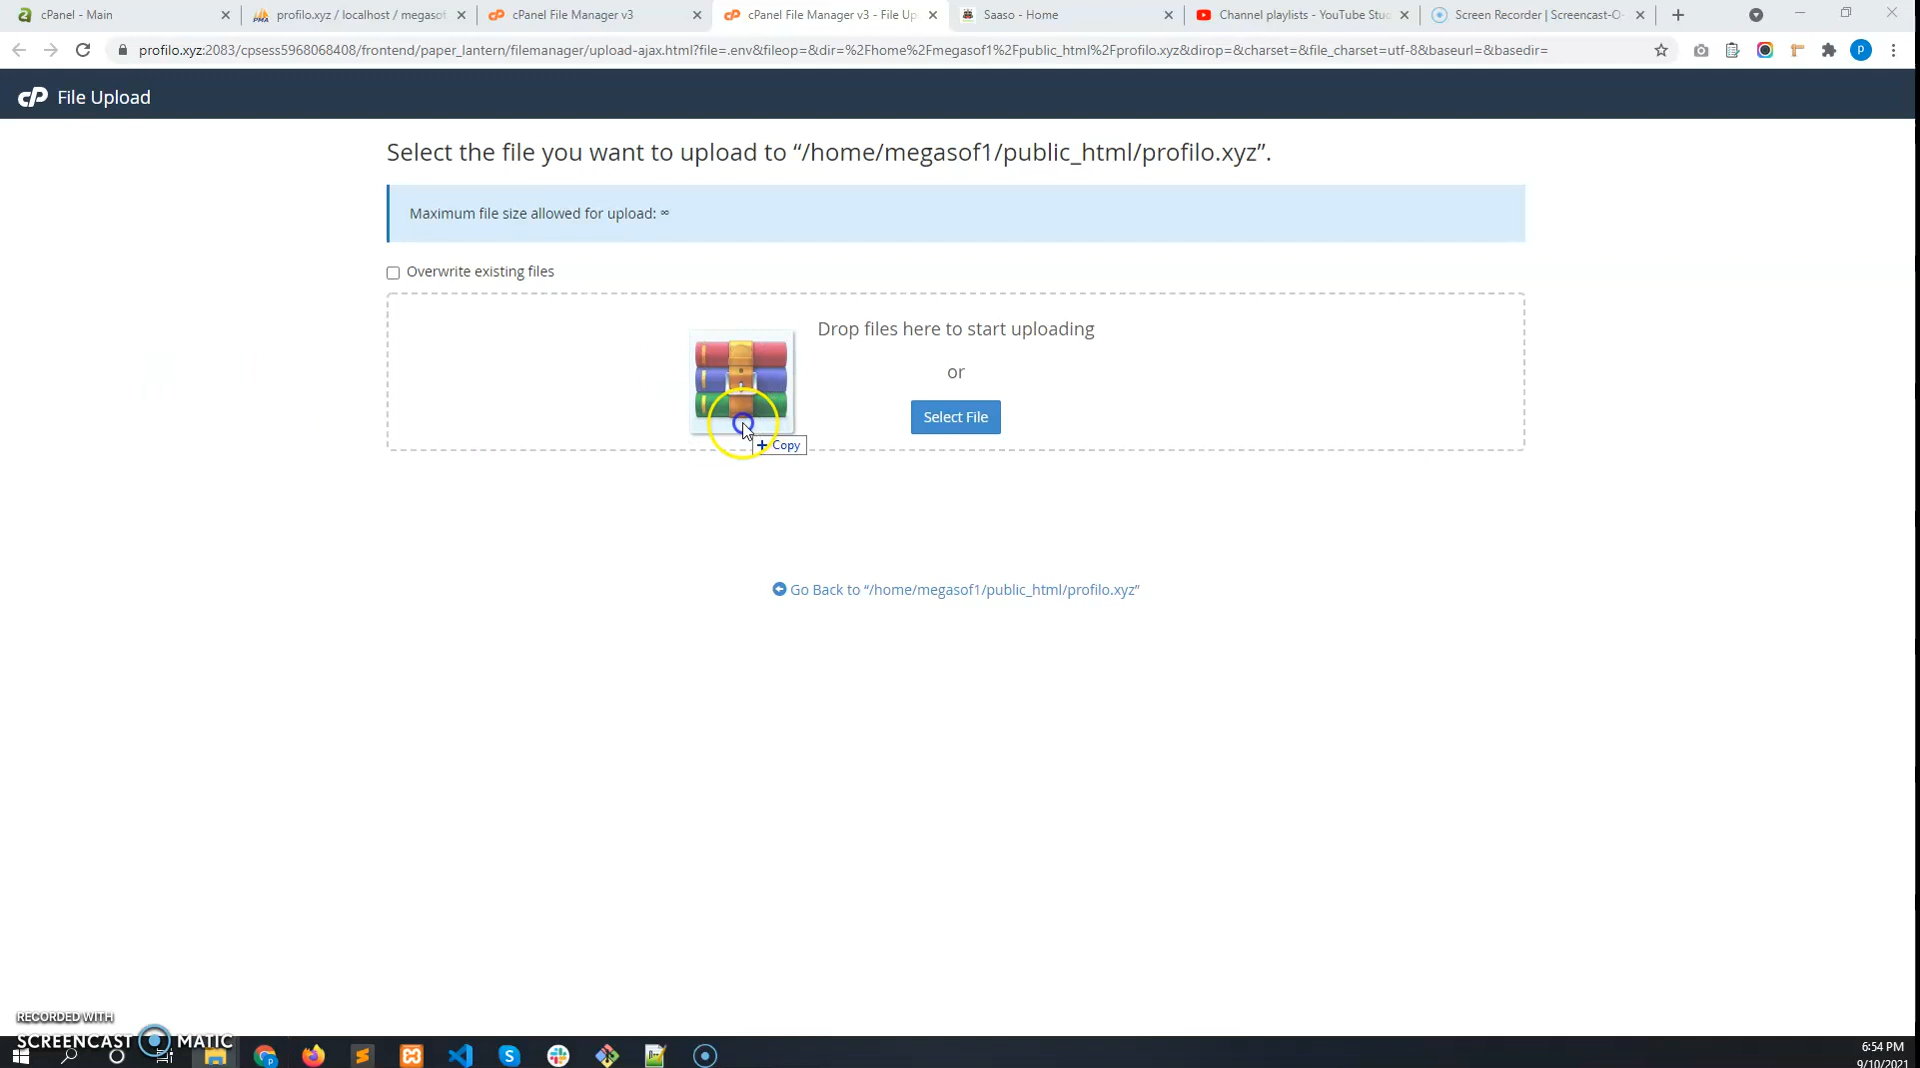 cPanel - Main
profilo.xyz / localhost / megasof
cPanel File Manager v3
cPanel File Manager v3 - File Up
Saaso - Home
Channel playlists - YouTube Stud
Screen Recorder | Screencast-O-
profilo.xyz:2083/cpsess5968068408/frontend/paper_lantern/filemanager/upload-ajax.html?file=.env&fileop=&dir=%2Fhome%2Fmegasof1%2Fpublic_html%2Fprofilo.xyz&dirop=&charset=&file_charset=utf-8&baseurl=&basedir=
P
cP File Upload
Select the file you want to upload to “/home/megasof1/public_html/profilo.xyz”.
Maximum file size allowed for upload: ∞
Overwrite existing files
Drop files here to start uploading
or
Select File
+ Copy
Go Back to “/home/megasof1/public_html/profilo.xyz”
RECORDED WITH
SCREENCAST MATIC
6:54 PM
9/10/2021